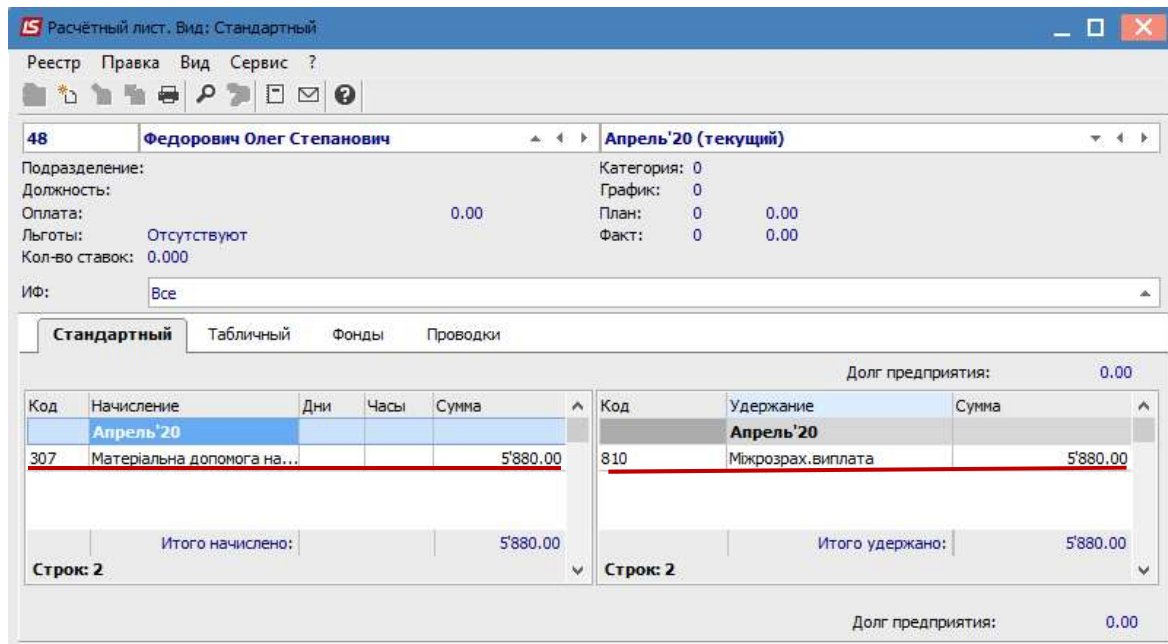 IS Расчётный лист. Вид: Стандартный
Реестр Правка Вид Сервис ?
48 Федорович Олег Степанович Апрель'20 (текущий)
Подразделение: Категория: 0
Должность: График: 0
Оплата: 0.00 План: 0 0.00
Льготы: Отсутствуют Факт: 0 0.00
Кол-во ставок: 0.000
ИФ: Все
Стандартный Табличный Фонды Проводки
Долг предприятия: 0.00
Код Начисление Дни Часы Сумма Код Удержание Сумма
Апрель'20 Апрель'20
307 Матеріальна допомога на... 5'880.00 810 Міжрозрах.виплата 5'880.00
Итого начислено: 5'880.00 Итого удержано: 5'880.00
Строк: 2 Строк: 2
Долг предприятия: 0.00